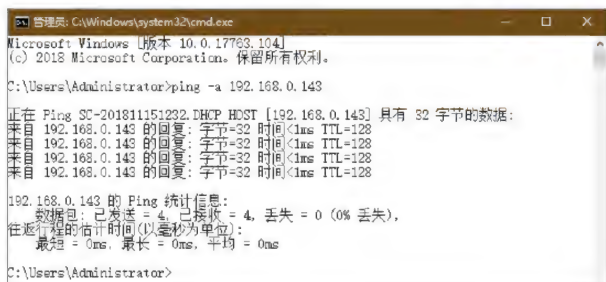 管理员: C:\Windows\system32\cmd.exe
Microsoft Windows [版本 10.0.17763.104]
(c) 2018 Microsoft Corporation。保留所有权利。
C:\Users\Administrator>ping -a 192.168.0.143
正在 Ping SC-201811151232.DHCP HOST [192.168.0.143] 具有 32 字节的数据:
来自 192.168.0.143 的回复: 字节=32 时间<1ms TTL=128
来自 192.168.0.143 的回复: 字节=32 时间<1ms TTL=128
来自 192.168.0.143 的回复: 字节=32 时间<1ms TTL=128
来自 192.168.0.143 的回复: 字节=32 时间<1ms TTL=128
192.168.0.143 的 Ping 统计信息:
数据包: 已发送 = 4, 已接收 = 4, 丢失 = 0 (0% 丢失),
往返行程的估计时间(以毫秒为单位):
最短 = 0ms, 最长 = 0ms, 平均 = 0ms
C:\Users\Administrator>